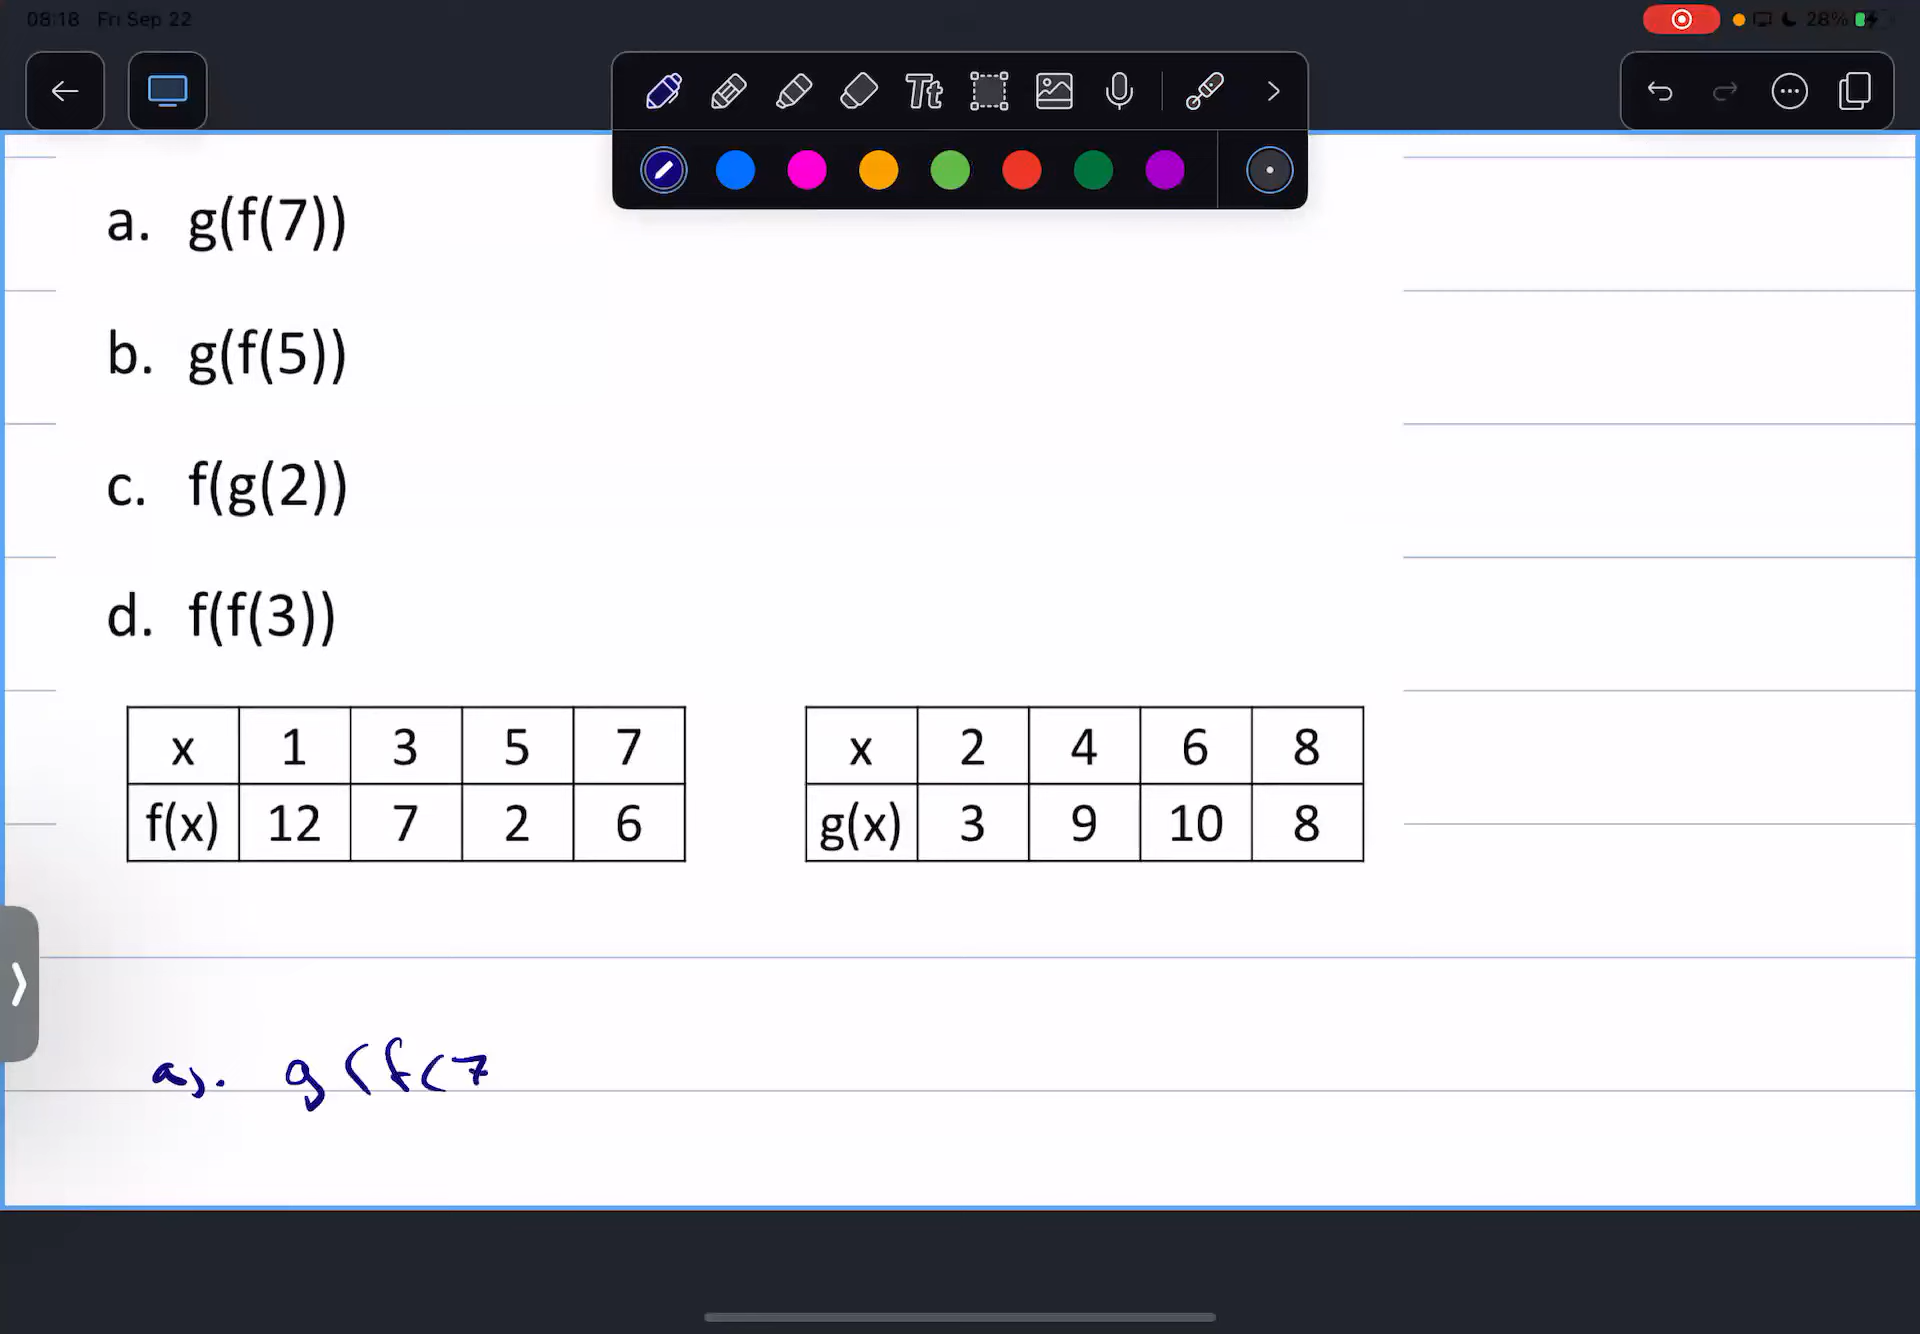 08:18 Fri Sep 22
28%
Tt
a. g(f(7))
b. g(f(5))
c. f(g(2))
d. f(f(3))
x 1 3 5 7
f(x) 12 7 2 6
x 2 4 6 8
g(x) 3 9 10 8
a). g(f(7